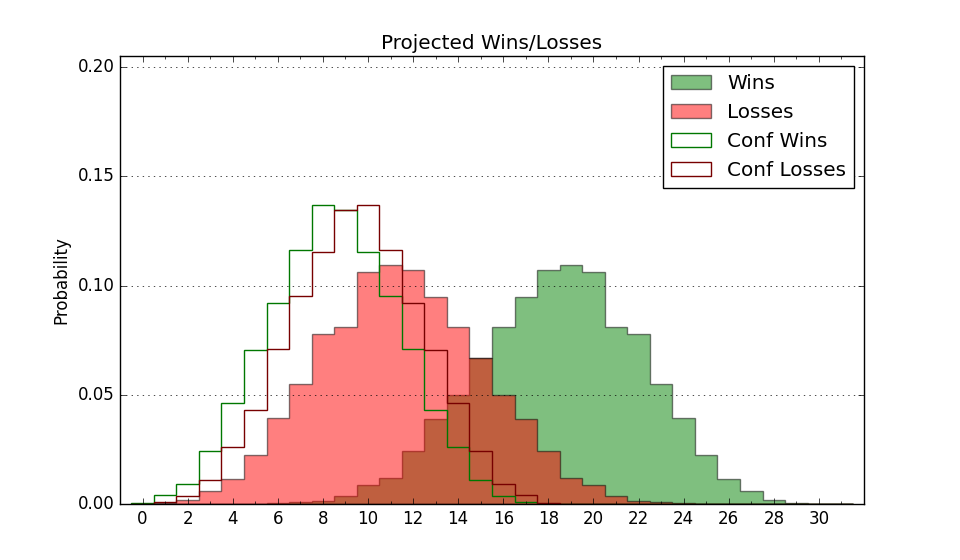 Projected Wins/Losses
0.20
0.15
0.10
0.05
0.00
Probability
Wins
Losses
Conf Wins
Conf Losses
0 2 4 6 8 10 12 14 16 18 20 22 24 26 28 30